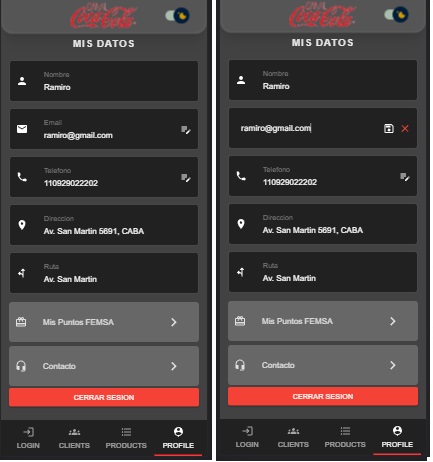 CANAL
Coca-Cola
MIS DATOS
Nombre
Ramiro
Email
ramiro@gmail.com
Telefono
110929022202
Direccion
Av. San Martin 5691, CABA
Ruta
Av. San Martin
Mis Puntos FEMSA
Contacto
CERRAR SESION
LOGIN
CLIENTS
PRODUCTS
PROFILE
CANAL
Coca-Cola
MIS DATOS
Nombre
Ramiro
ramiro@gmail.com
Telefono
110929022202
Direccion
Av. San Martin 5691, CABA
Ruta
Av. San Martin
Mis Puntos FEMSA
Contacto
CERRAR SESION
LOGIN
CLIENTS
PRODUCTS
PROFILE